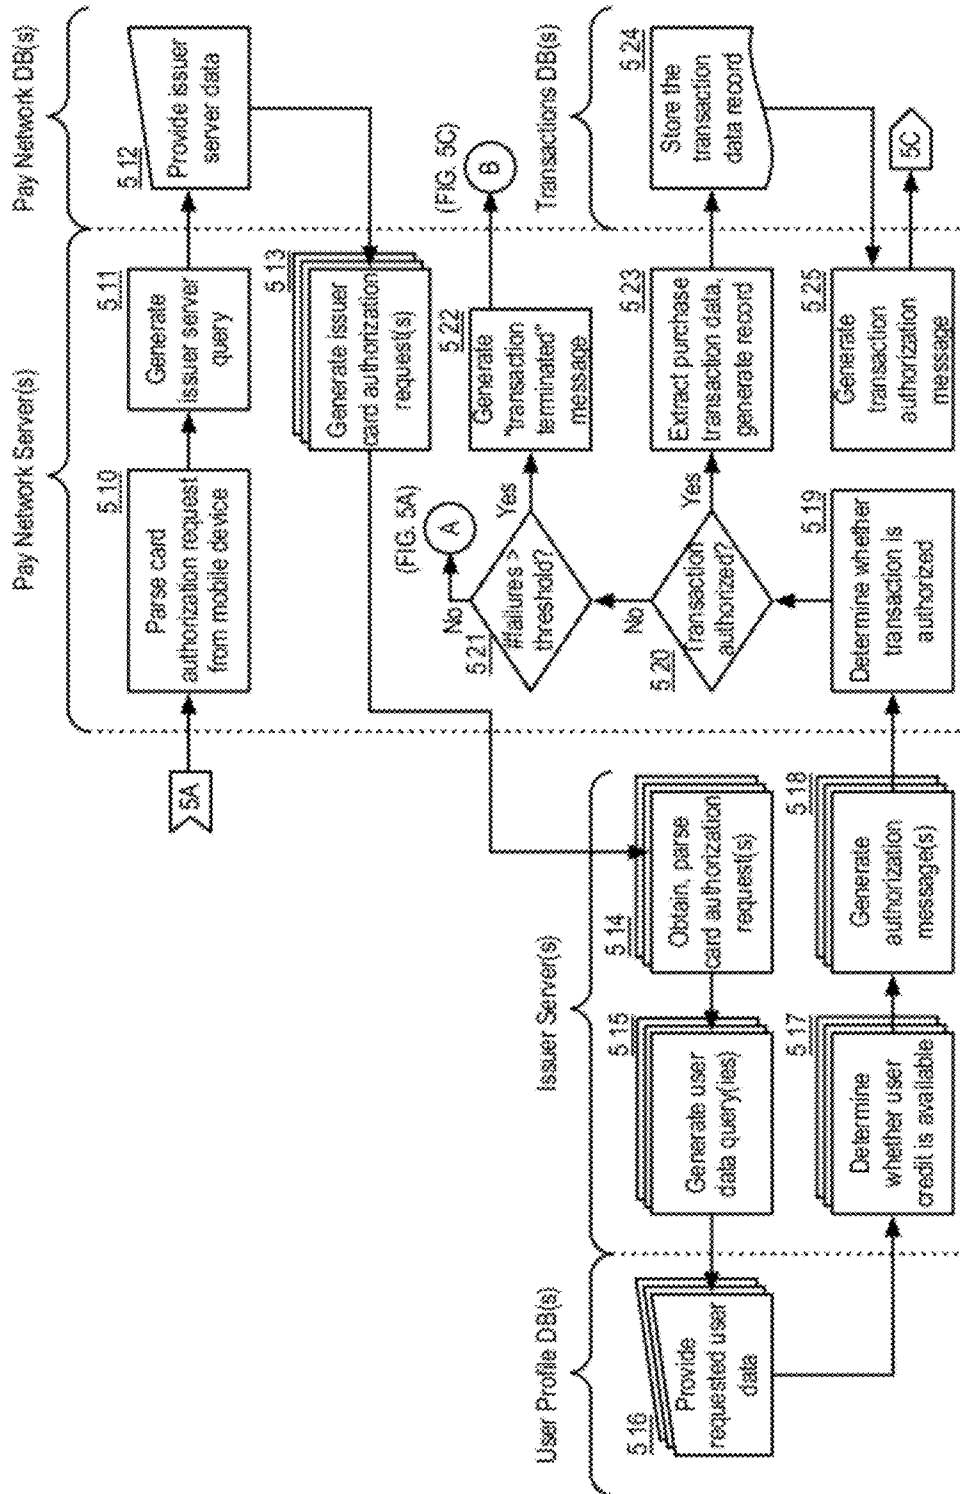 User Profile DB(s)
Issuer Server(s)
Pay Network Server(s)
Pay Network DB(s)
5A
5.10
Parse card
authorization request
from mobile device
5.11
Generate
issuer server
query
5.12
Provide issuer
server data
5.13
Generate issuer
card authorization
request(s)
5.14
Obtain, parse
card authorization
request(s)
5.15
Generate user
data query(ies)
5.16
Provide
requested user
data
5.17
Determine
whether user
credit is available
5.18
Generate
authorization
message(s)
5.19
Determine whether
transaction is
authorized
5.20
Transaction
authorized?
No
Yes
5.21
#failures >
threshold?
No
Yes
(FIG. 5A)
A
5.22
Generate
"transaction
terminated"
message
(FIG. 5C)
B
5.23
Extract purchase
transaction data,
generate record
Transactions DB(s)
5.24
Store the
transaction
data record
5.25
Generate
transaction
authorization
message
5C